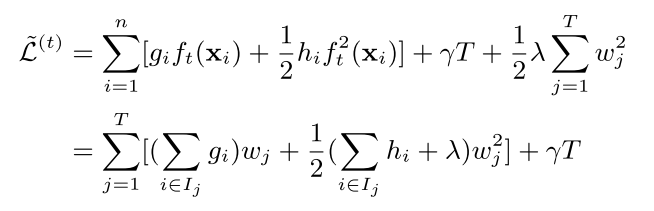 \tilde{\mathcal{L}}^{(t)} = \sum_{i=1}^{n} [g_i f_t(\mathbf{x}_i) + \frac{1}{2} h_i f_t^2(\mathbf{x}_i)] + \gamma T + \frac{1}{2} \lambda \sum_{j=1}^{T} w_j^2
= \sum_{j=1}^{T} [(\sum_{i \in I_j} g_i) w_j + \frac{1}{2} (\sum_{i \in I_j} h_i + \lambda) w_j^2] + \gamma T